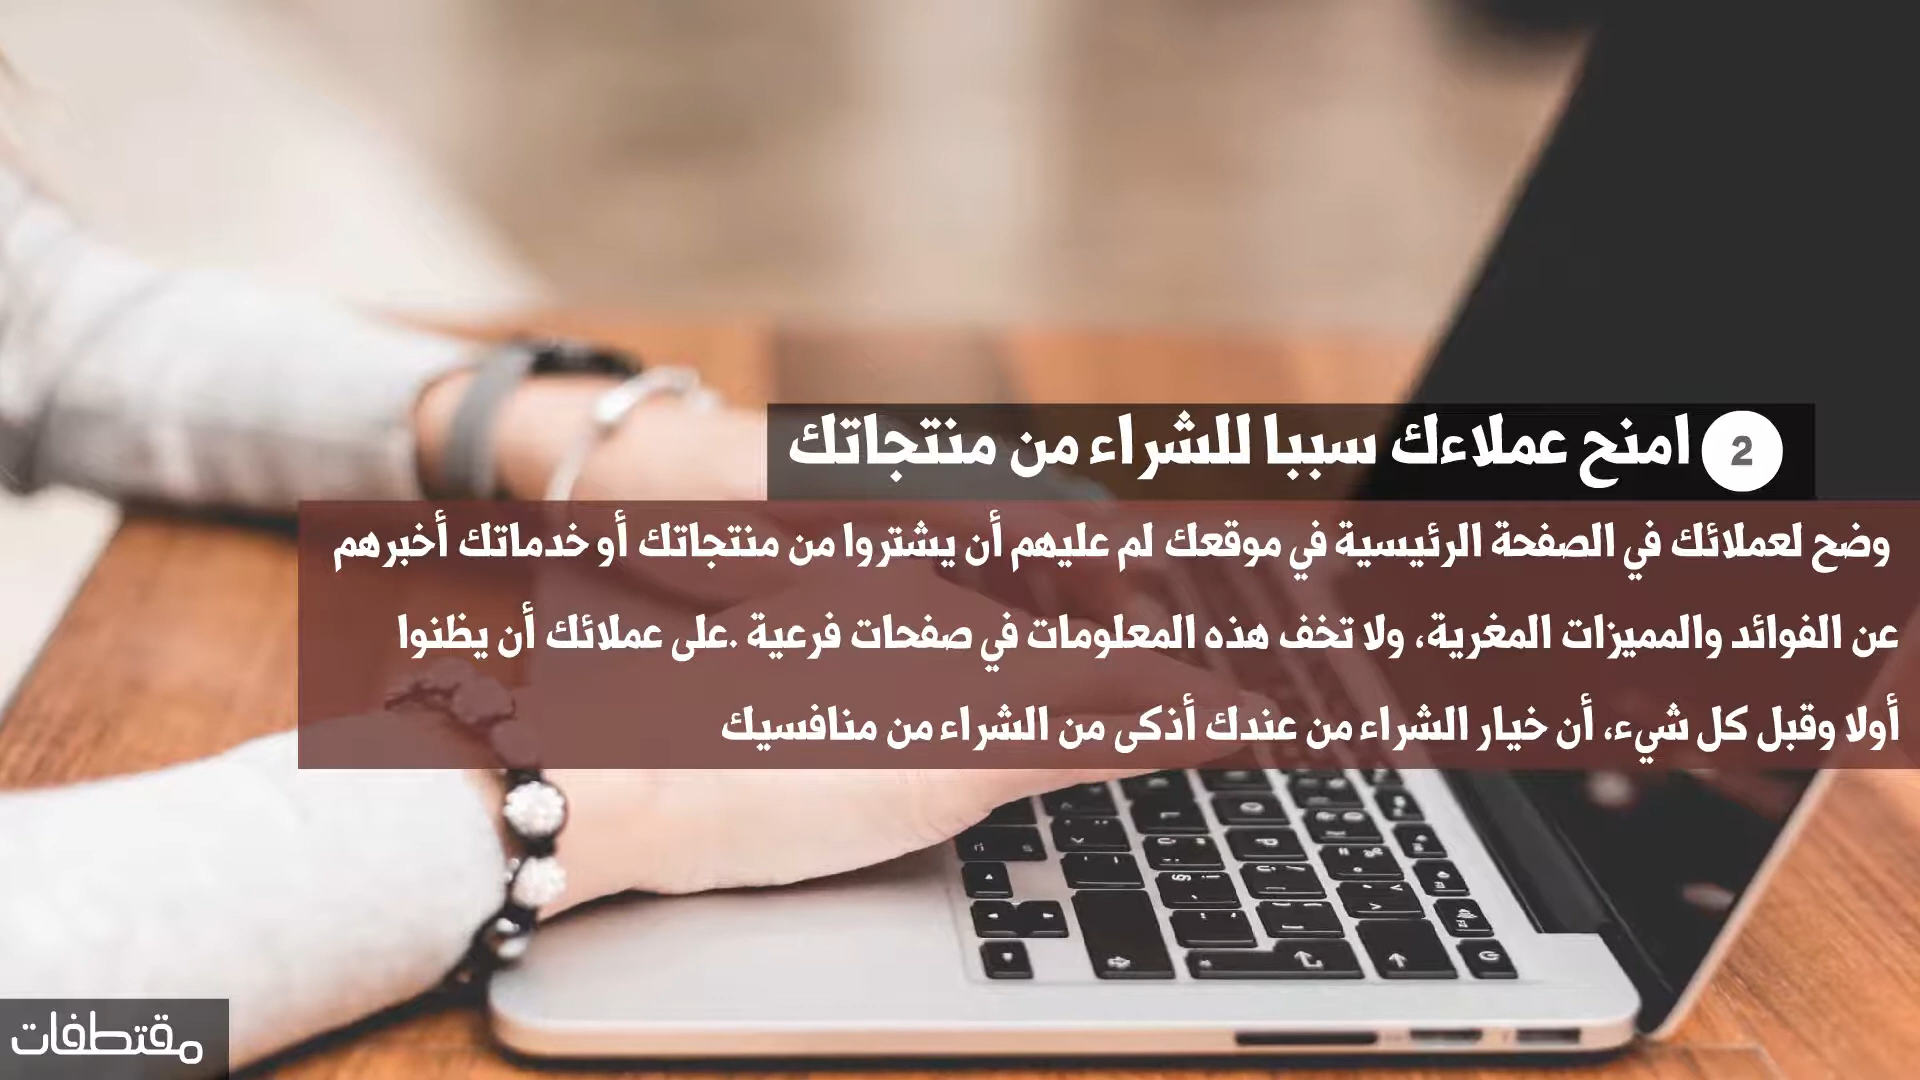 2 امنح عملاءك سببا للشراء من منتجاتك
وضح لعملائك في الصفحة الرئيسية في موقعك لم عليهم أن يشتروا من منتجاتك أو خدماتك أخبرهم
عن الفوائد والمميزات المغرية، ولا تخف هذه المعلومات في صفحات فرعية .على عملائك أن يظنوا
أولا وقبل كل شيء، أن خيار الشراء من عندك أذكى من الشراء من منافسيك
مقتطفات